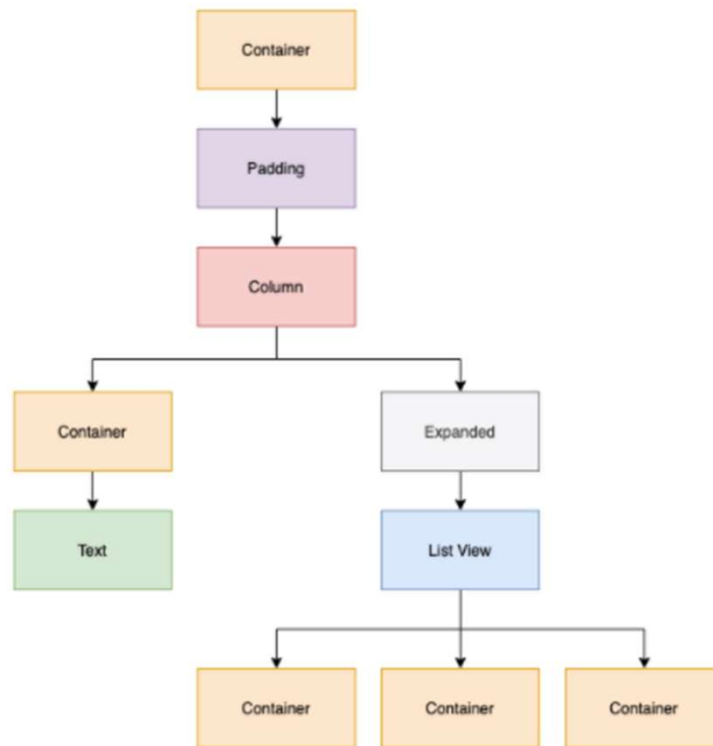 Container
Padding
Column
Container
Expanded
Text
List View
Container
Container
Container